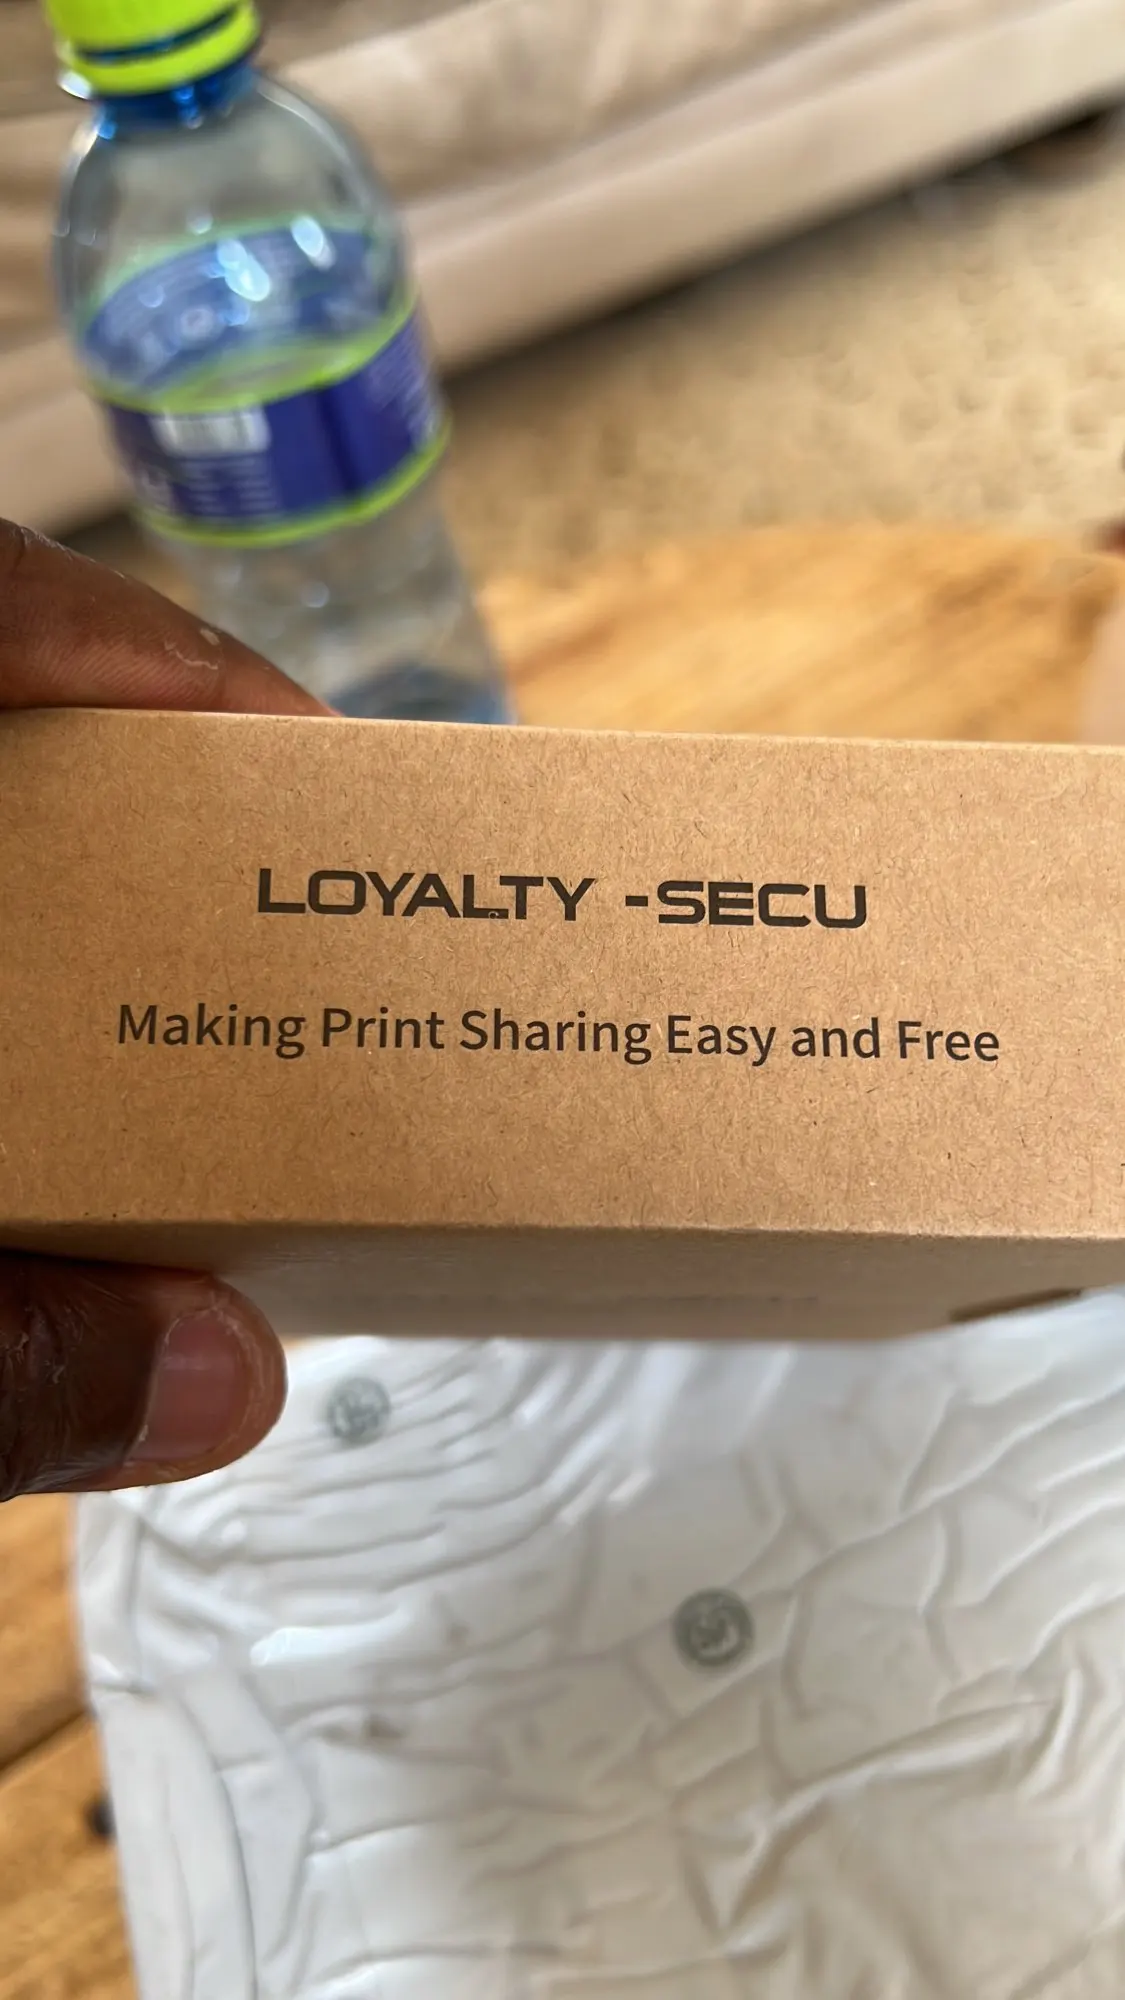 LOYALTY -SECU
Making Print Sharing Easy and Free